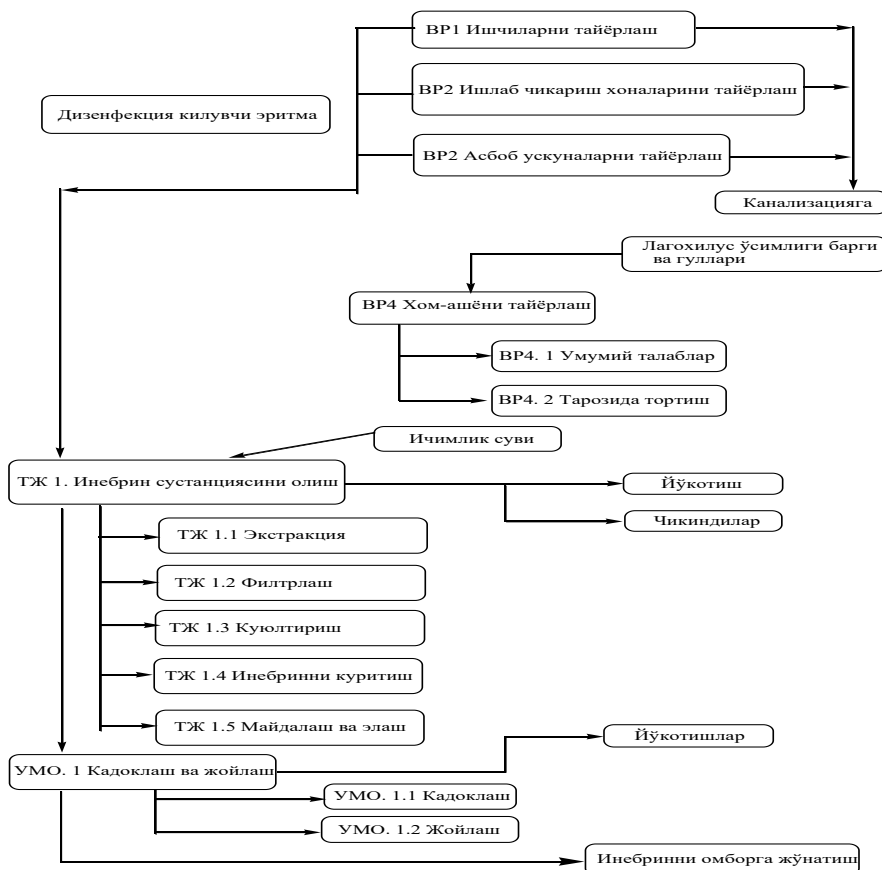 ВР1 Ишчиларни тайёрлаш
ВР2 Ишлаб чикариш хоналарини тайёрлаш
Дизенфекция килувчи эритма
ВР2 Асбоб ускуналарни тайёрлаш
Канализацияга
Лагохилус ўсимлиги барги
ва гуллари
ВР4 Хом-ашёни тайёрлаш
ВР4. 1 Умумий талаблар
ВР4. 2 Тарозида тортиш
Ичимлик суви
ТЖ 1. Инебрин сустанциясини олиш
Йўкотиш
Чикиндилар
ТЖ 1.1 Экстракция
ТЖ 1.2 Филтрлаш
ТЖ 1.3 Куюлтириш
ТЖ 1.4 Инебринни куритиш
ТЖ 1.5 Майдалаш ва элаш
Йўкотишлар
УМО. 1 Кадоклаш ва жойлаш
УМО. 1.1 Кадоклаш
УМО. 1.2 Жойлаш
Инебринни омборга жўнатиш